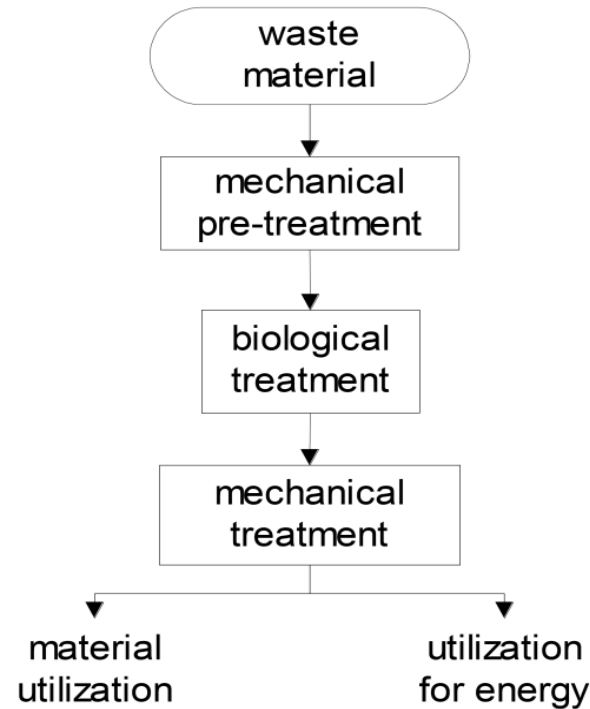 waste
material
mechanical
pre-treatment
biological
treatment
mechanical
treatment
material
utilization
utilization
for energy